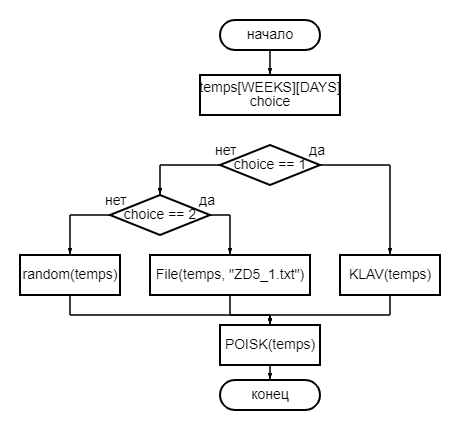 начало
temps[WEEKS][DAYS]
choice
нет
да
choice == 1
нет
да
choice == 2
random(temps)
File(temps, "ZD5_1.txt")
KLAV(temps)
POISK(temps)
конец